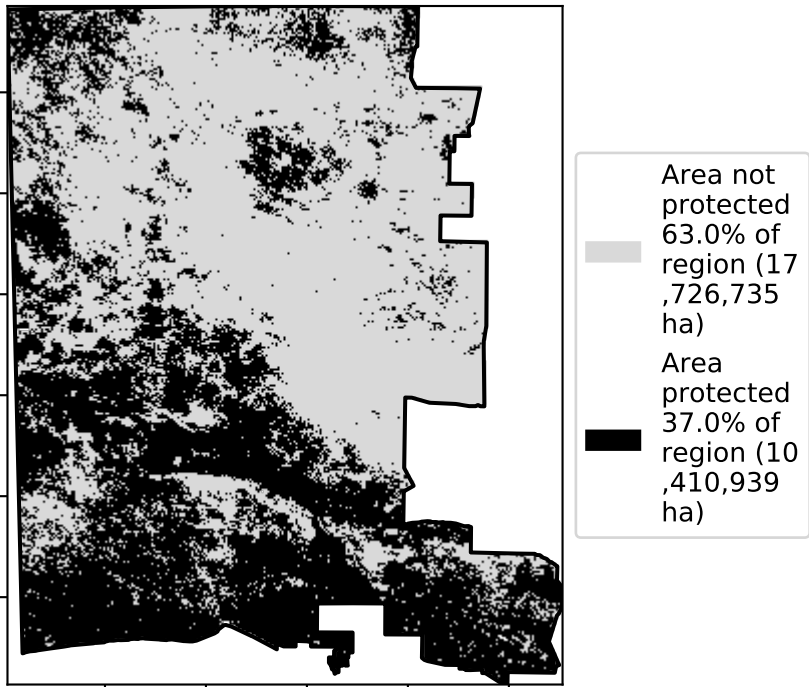 Area not
protected
63.0% of
region (17
,726,735
ha)
Area
protected
37.0% of
region (10
,410,939
ha)